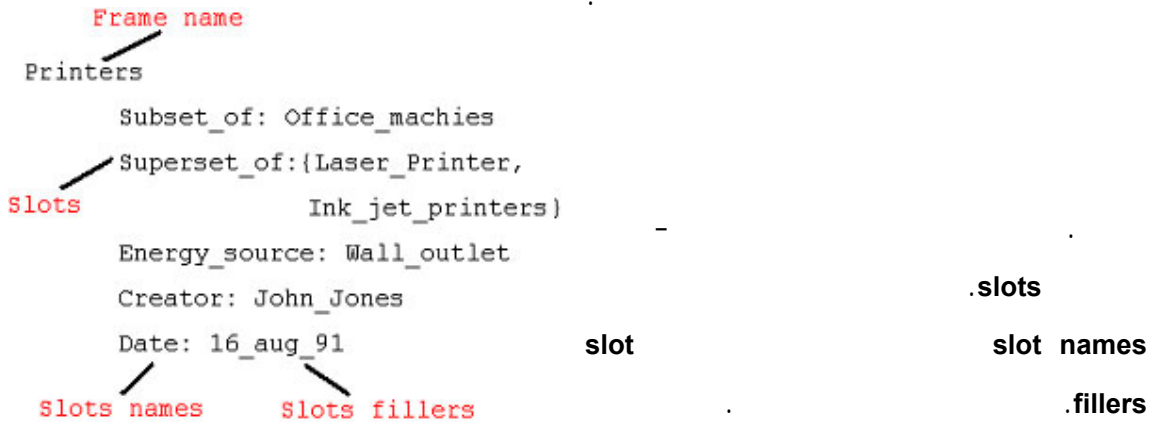 Frame name
Printers
Subset_of: Office_machies
Superset_of:{Laser_Printer,
Slots
Ink_jet_printers}
Energy_source: Wall_outlet
Creator: John_Jones
Date: 16_aug_91
Slots names Slots fillers
.
– .
.slots
slot slot names
. .fillers